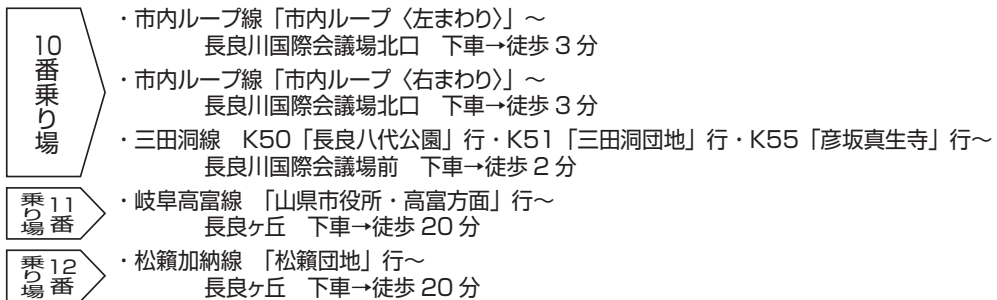 10番乗り場
・市内ループ線「市内ループ〈左まわり〉」～
長良川国際会議場北口　下車→徒歩 3 分
・市内ループ線「市内ループ〈右まわり〉」～
長良川国際会議場北口　下車→徒歩 3 分
・三田洞線　K50「長良八代公園」行・K51「三田洞団地」行・K55「彦坂真生寺」行～
長良川国際会議場前　下車→徒歩 2 分
11番乗り場
・岐阜高富線　「山県市役所・高富方面」行～
長良ヶ丘　下車→徒歩 20 分
12番乗り場
・松籟加納線　「松籟団地」行～
長良ヶ丘　下車→徒歩 20 分